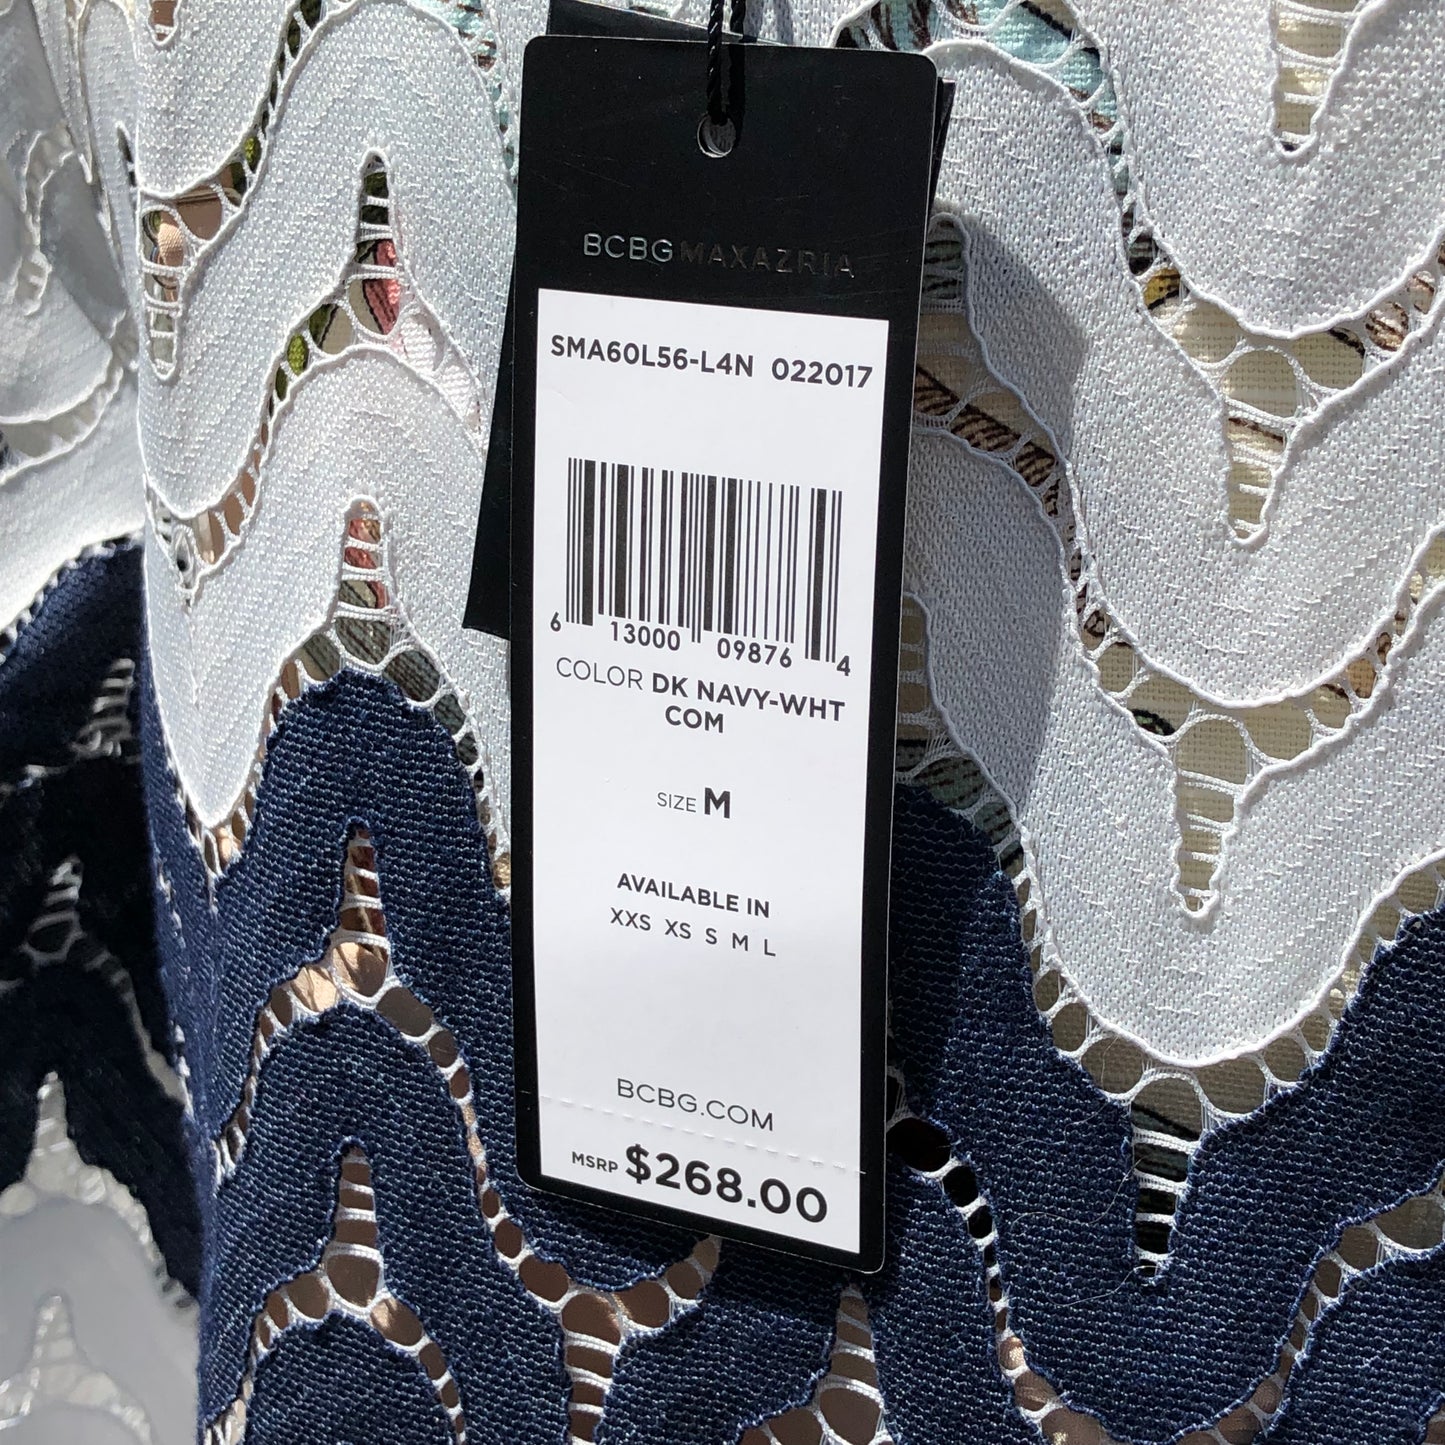 BCBGMAXAZRIA
SMA60L56-L4N 022017
6 13000 09876 4
COLOR DK NAVY-WHT
COM
SIZE M
AVAILABLE IN
XXS XS S M L
BCBG.COM
MSRP $268.00